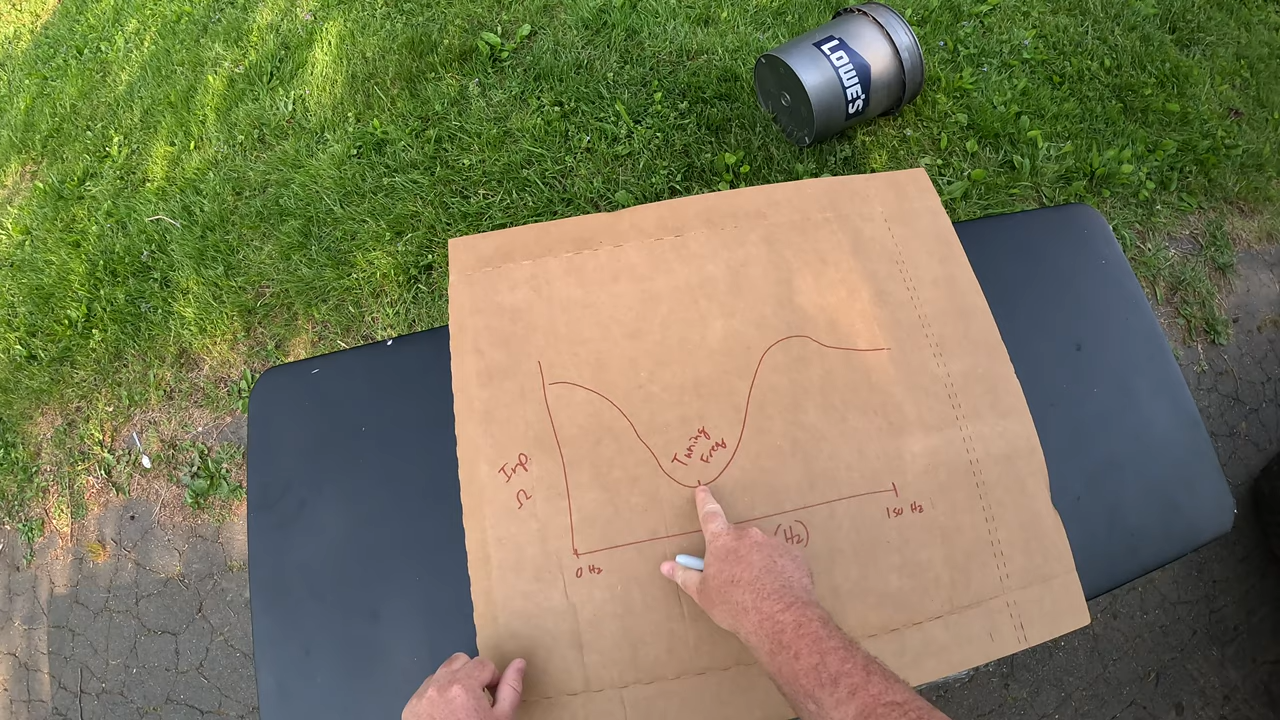 LOWE'S
Tuning
Freq
Imp.
Ω
(Hz)
150 Hz
0 Hz